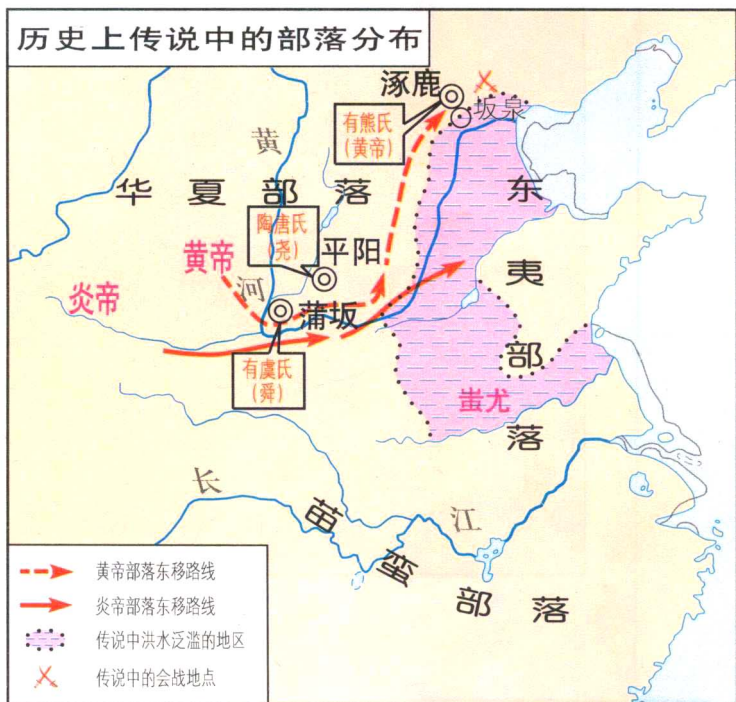 历史上传说中的部落分布
涿鹿
坂泉
有熊氏
(黄帝)
黄
河
华夏部落
陶唐氏
(尧)
平阳
黄帝
炎帝
蒲坂
有虞氏
(舜)
东夷部落
蚩尤
长江
苗蛮部落
黄帝部落东移路线
炎帝部落东移路线
传说中洪水泛滥的地区
传说中的会战地点